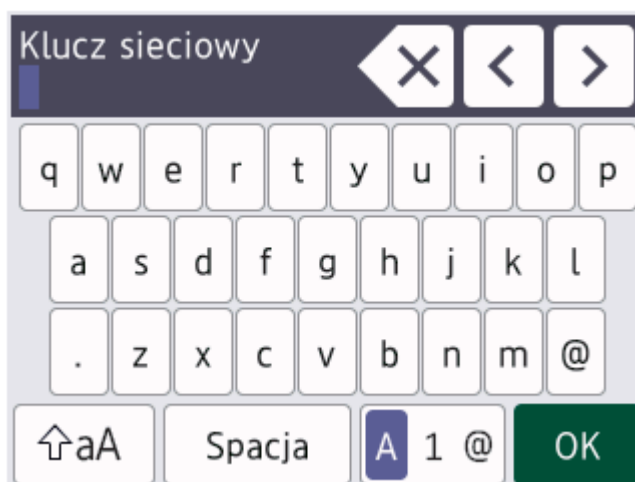 Klucz sieciowy
q w e r t y u i o p
a s d f g h j k l
. z x c v b n m @
aA Spacja A 1 @ OK